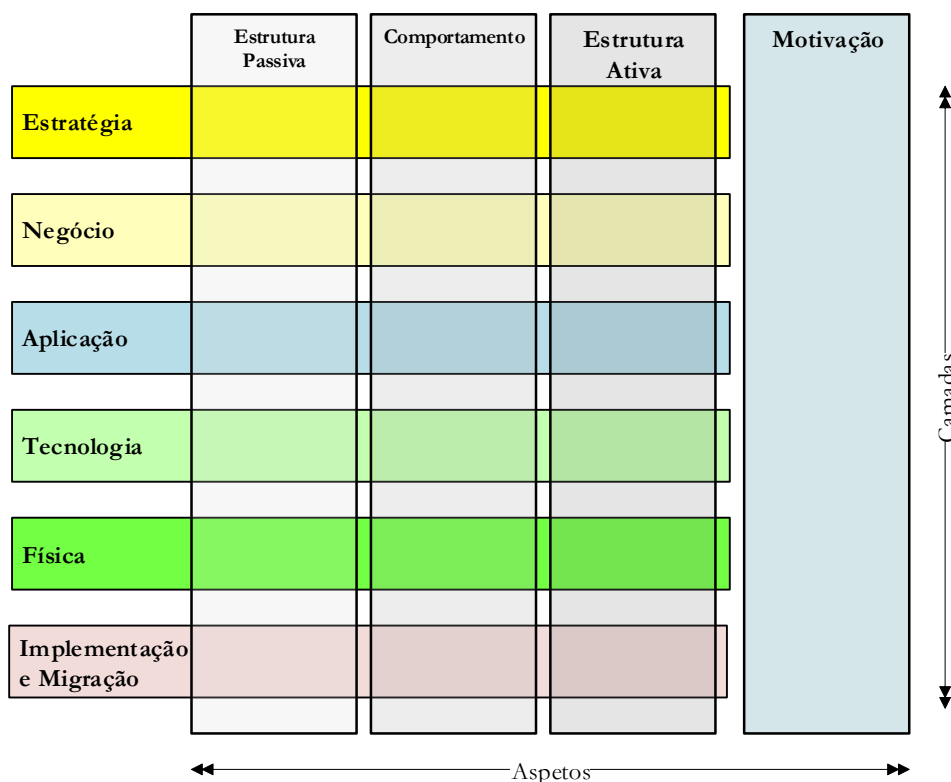 Estrutura
Passiva
Comportamento
Estrutura
Ativa
Motivação
Estratégia
Negócio
Aplicação
Tecnologia
Física
Implementação
e Migração
Camadas
Aspetos